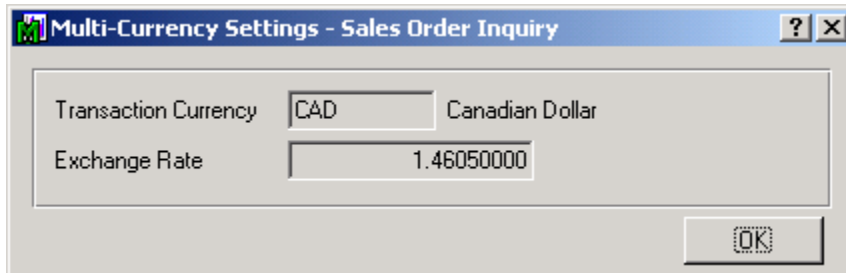 Multi-Currency Settings - Sales Order Inquiry
Transaction Currency CAD Canadian Dollar
Exchange Rate 1.46050000
OK